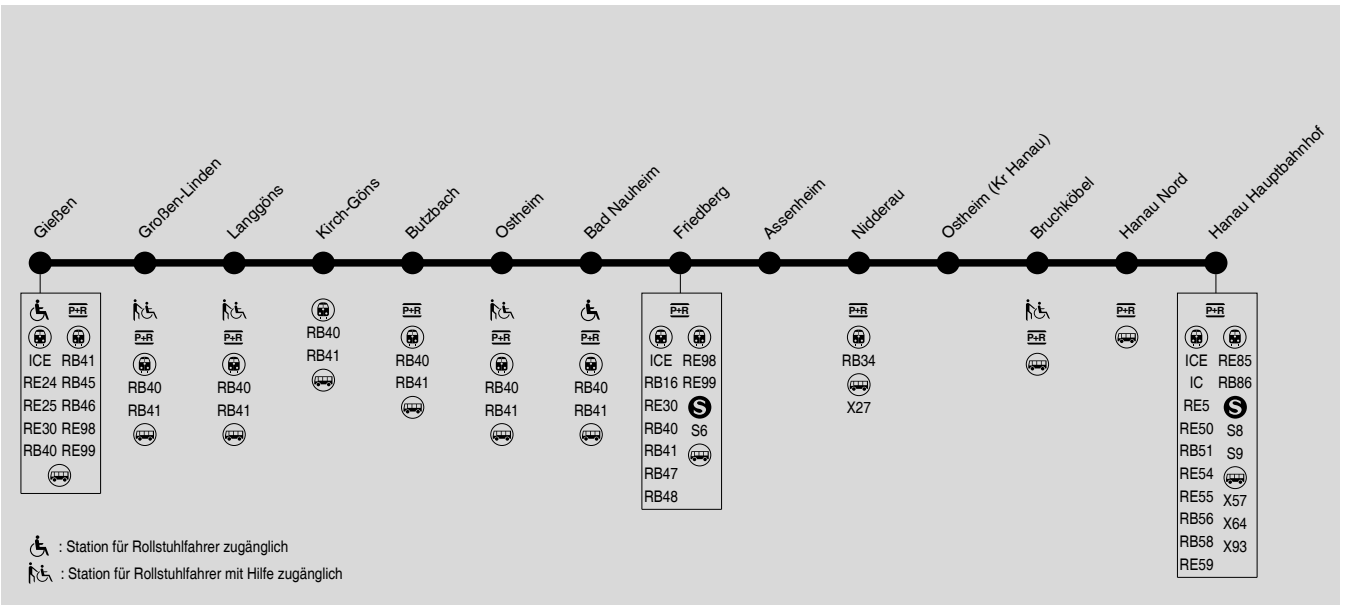 Gießen
Großen-Linden
Langgöns
Kirch-Göns
Butzbach
Ostheim
Bad Nauheim
Friedberg
Assenheim
Nidderau
Ostheim (Kr Hanau)
Bruchköbel
Hanau Nord
Hanau Hauptbahnhof
P+R
ICE RB41
RE24 RB45
RE25 RB46
RE30 RE98
RB40 RE99
P+R
RB40
RB41
P+R
RB40
RB41
RB40
RB41
P+R
RB40
RB41
P+R
RB40
RB41
P+R
RB40
RB41
P+R
ICE RE98
RB16 RE99
RE30 S
RB40 S6
RB41
RB47
RB48
P+R
RB34
X27
P+R
P+R
P+R
ICE RE85
IC RB86
RE5 S
RE50 S8
RB51 S9
RE54
RE55 X57
RB56 X64
RB58 X93
RE59
: Station für Rollstuhlfahrer zugänglich
: Station für Rollstuhlfahrer mit Hilfe zugänglich